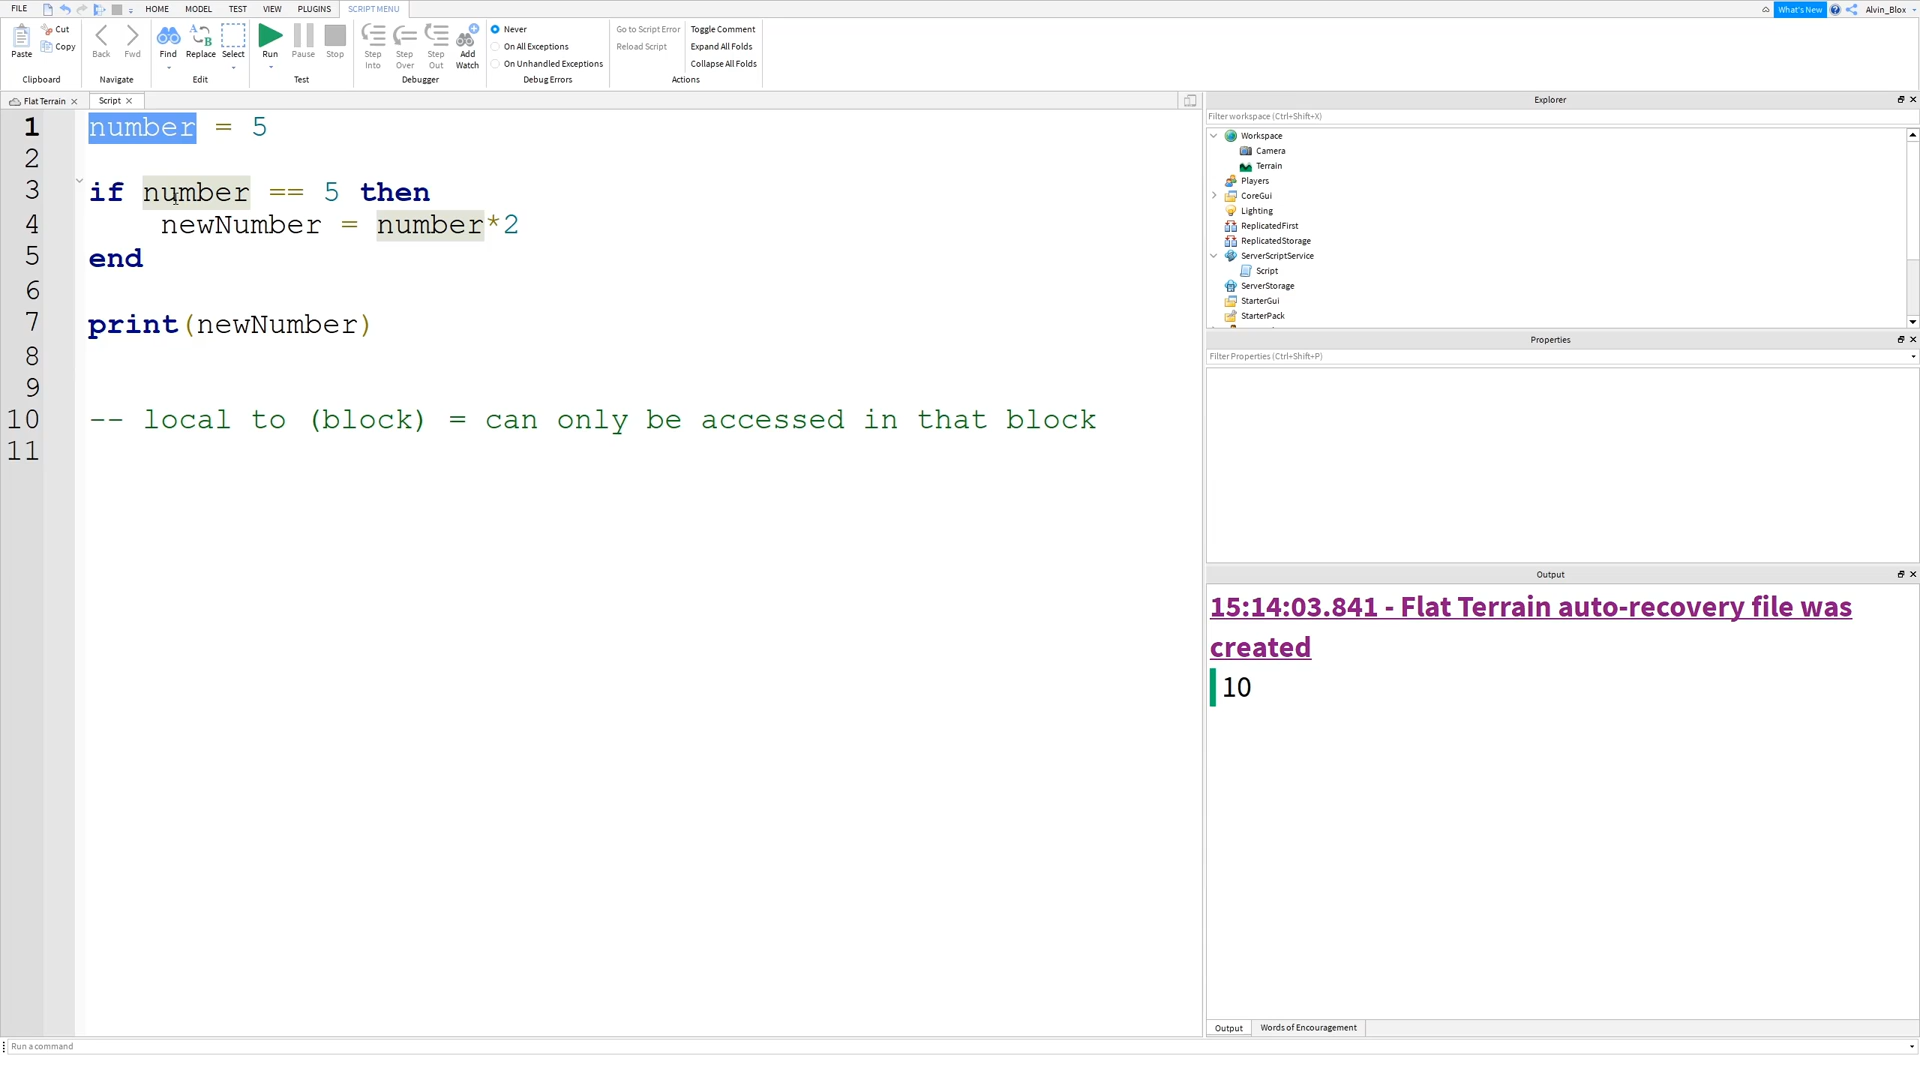 FILE HOME MODEL TEST VIEW PLUGINS SCRIPT MENU What's New Alvin_Blox
Paste Cut Copy Clipboard
Back Fwd Navigate
Find Replace Select Edit
Run Pause Stop Test
Step Into Step Over Step Out Add Watch Debugger
Never
On All Exceptions
On Unhandled Exceptions
Debug Errors
Go to Script Error Toggle Comment
Reload Script Expand All Folds
Collapse All Folds
Actions
Flat Terrain Script
1 number = 5
2
3 if number == 5 then
4 newNumber = number*2
5 end
6
7 print(newNumber)
8
9
10 -- local to (block) = can only be accessed in that block
11
Explorer
Filter workspace (Ctrl+Shift+X)
Workspace
Camera
Terrain
Players
CoreGui
Lighting
ReplicatedFirst
ReplicatedStorage
ServerScriptService
Script
ServerStorage
StarterGui
StarterPack
Properties
Filter Properties (Ctrl+Shift+P)
Output
15:14:03.841 - Flat Terrain auto-recovery file was
created
10
Output Words of Encouragement
Run a command